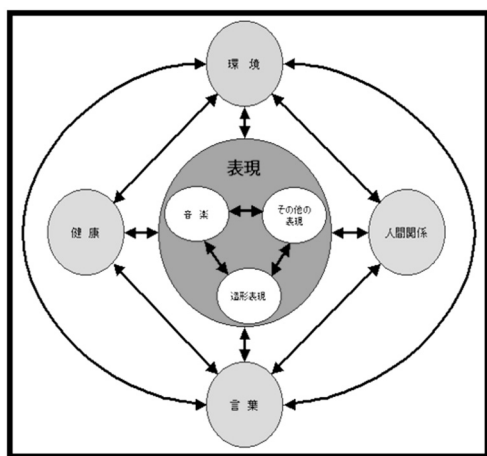 環 境
表現
音 楽
その他の
表現
健 康
人間関係
造形表現
言 葉